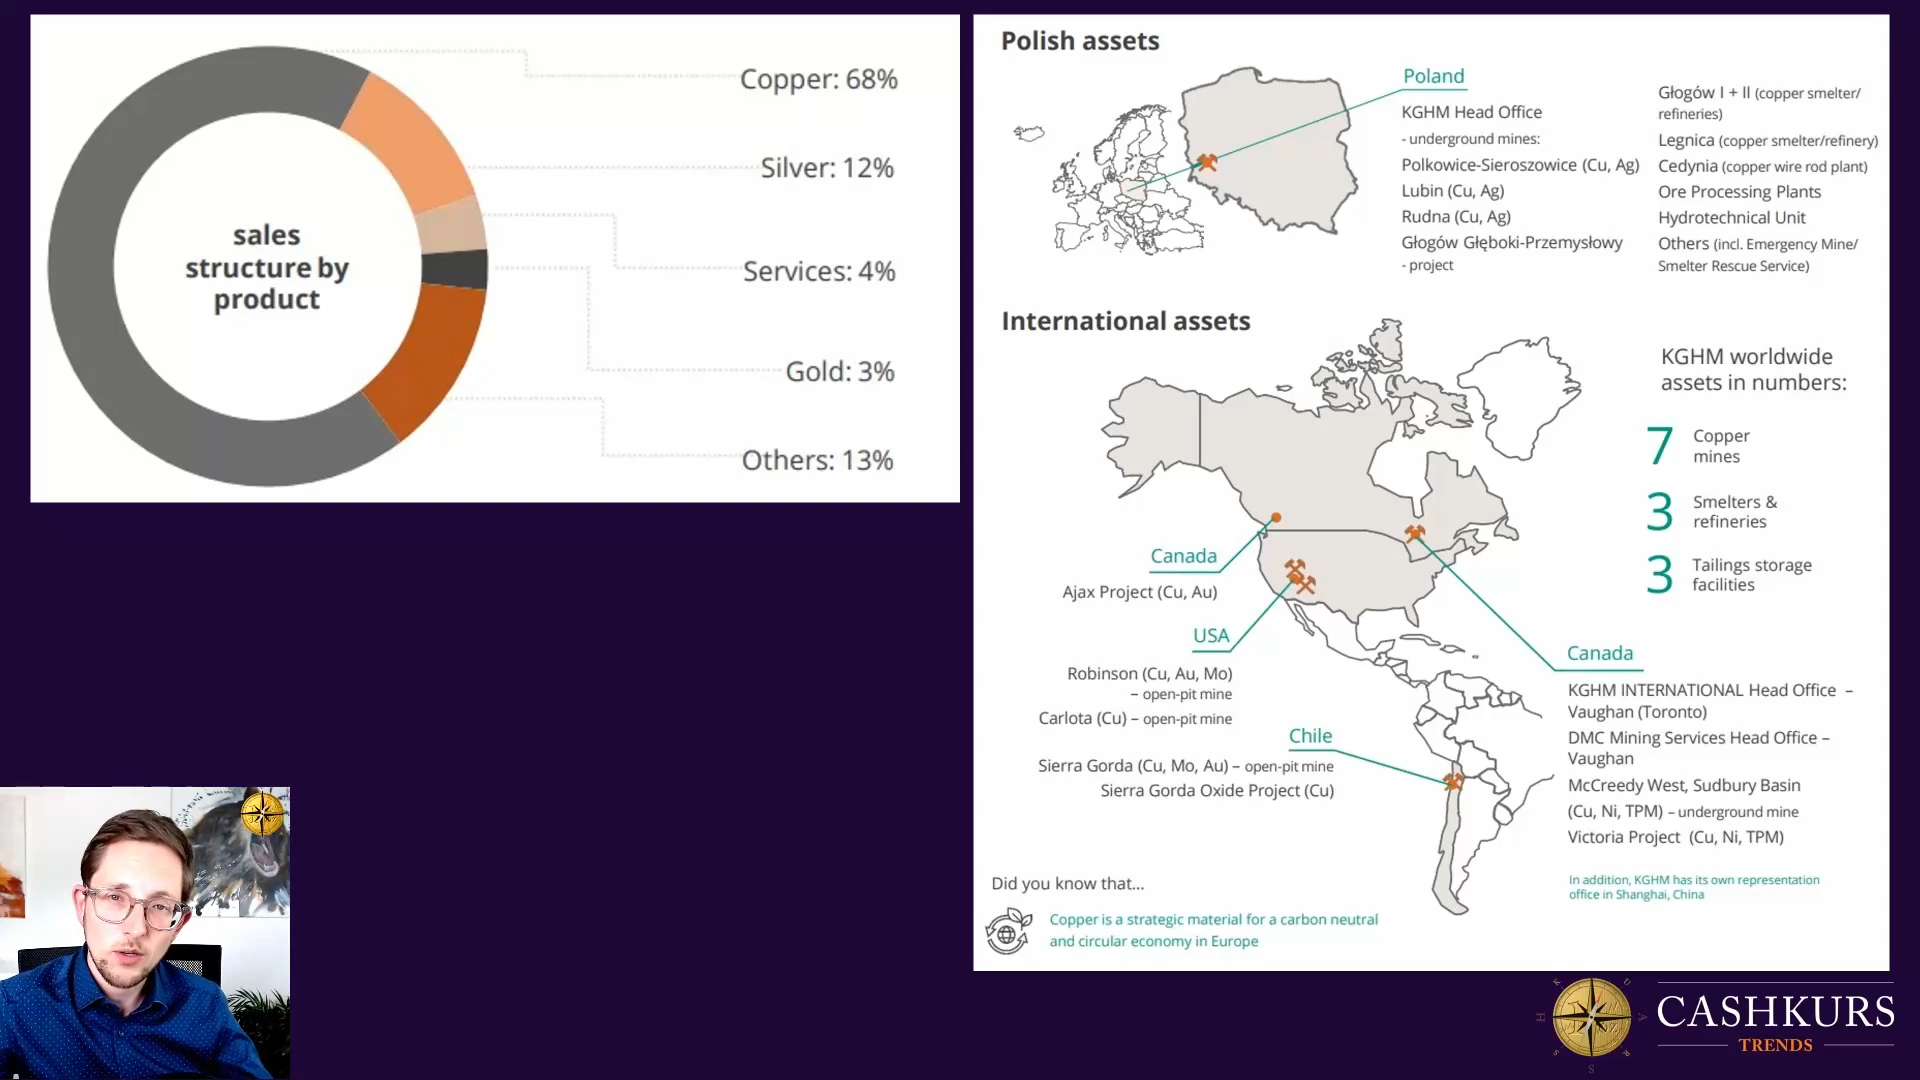 sales
structure by
product
Copper: 68%
Silver: 12%
Services: 4%
Gold: 3%
Others: 13%
Polish assets
Poland
KGHM Head Office
- underground mines:
Polkowice-Sieroszowice (Cu, Ag)
Lubin (Cu, Ag)
Rudna (Cu, Ag)
Głogów Głęboki-Przemysłowy
- project
Głogów I + II (copper smelter/
refineries)
Legnica (copper smelter/refinery)
Cedynia (copper wire rod plant)
Ore Processing Plants
Hydrotechnical Unit
Others (incl. Emergency Mine/
Smelter Rescue Service)
International assets
KGHM worldwide
assets in numbers:
7 Copper
mines
3 Smelters &
refineries
3 Tailings storage
facilities
Canada
Ajax Project (Cu, Au)
USA
Robinson (Cu, Au, Mo)
– open-pit mine
Carlota (Cu) – open-pit mine
Chile
Sierra Gorda (Cu, Mo, Au) – open-pit mine
Sierra Gorda Oxide Project (Cu)
Canada
KGHM INTERNATIONAL Head Office –
Vaughan (Toronto)
DMC Mining Services Head Office –
Vaughan
McCreedy West, Sudbury Basin
(Cu, Ni, TPM) – underground mine
Victoria Project (Cu, Ni, TPM)
In addition, KGHM has its own representation
office in Shanghai, China
Did you know that...
Copper is a strategic material for a carbon neutral
and circular economy in Europe
CASHKURS
TRENDS